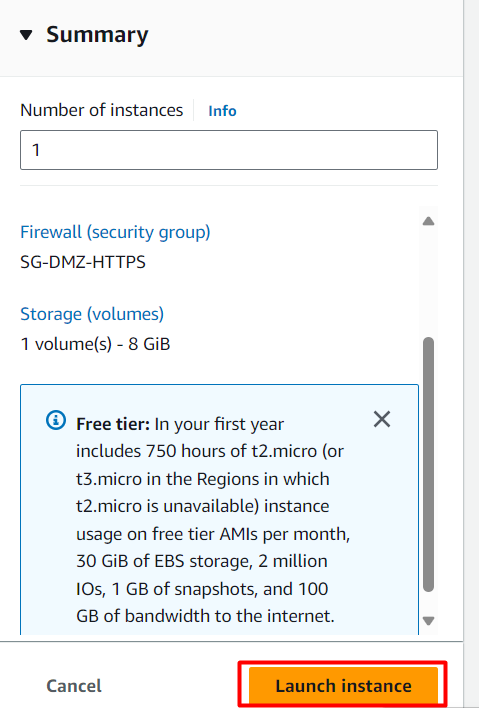 Summary
Number of instances Info
1
Firewall (security group)
SG-DMZ-HTTPS
Storage (volumes)
1 volume(s) - 8 GiB
Free tier: In your first year
includes 750 hours of t2.micro (or
t3.micro in the Regions in which
t2.micro is unavailable) instance
usage on free tier AMIs per month,
30 GiB of EBS storage, 2 million
IOs, 1 GB of snapshots, and 100
GB of bandwidth to the internet.
Cancel Launch instance